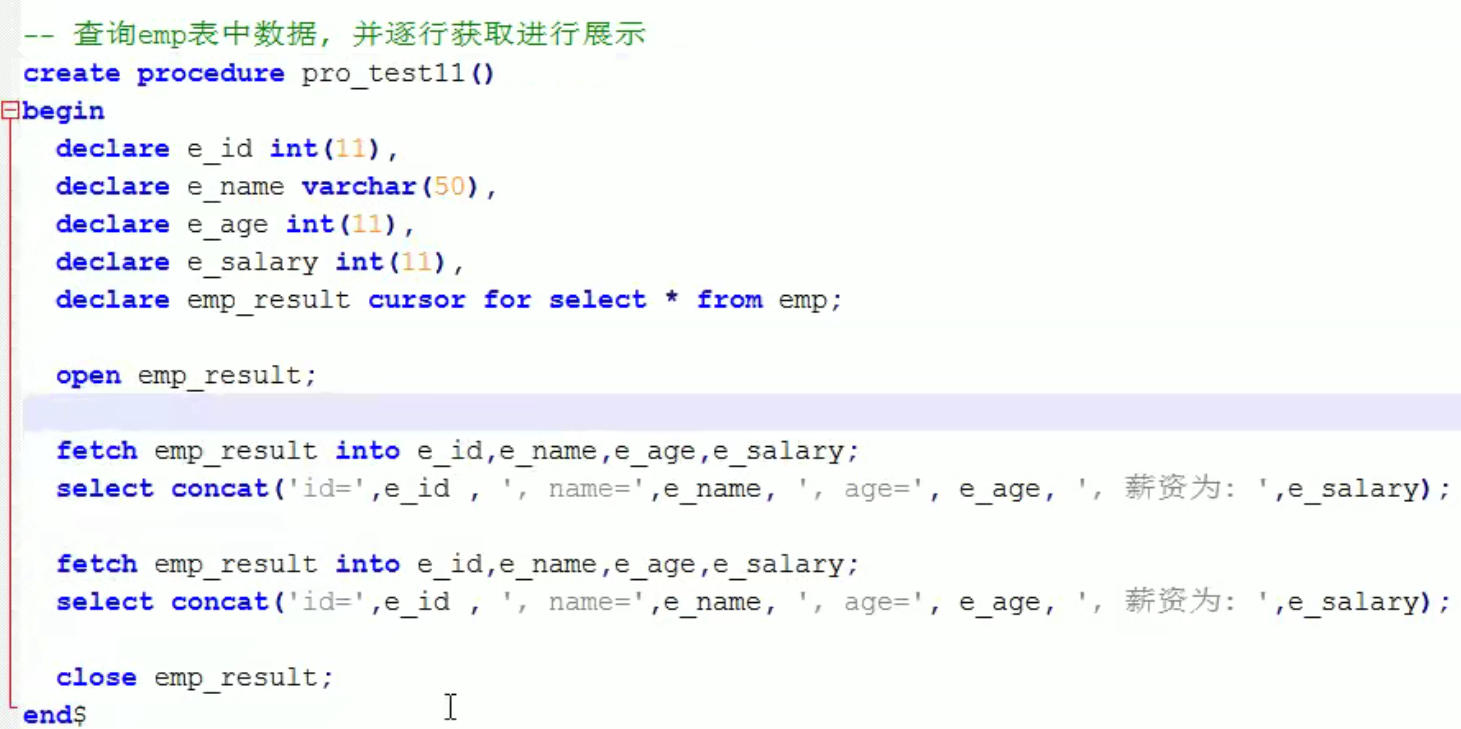 -- 查询emp表中数据, 并逐行获取进行展示
create procedure pro_test11()
begin
  declare e_id int(11),
  declare e_name varchar(50),
  declare e_age int(11),
  declare e_salary int(11),
  declare emp_result cursor for select * from emp;
  open emp_result;
  fetch emp_result into e_id,e_name,e_age,e_salary;
  select concat('id=',e_id , ', name=',e_name, ', age=', e_age, ', 薪资为: ',e_salary);
  fetch emp_result into e_id,e_name,e_age,e_salary;
  select concat('id=',e_id , ', name=',e_name, ', age=', e_age, ', 薪资为: ',e_salary);
  close emp_result;
end$